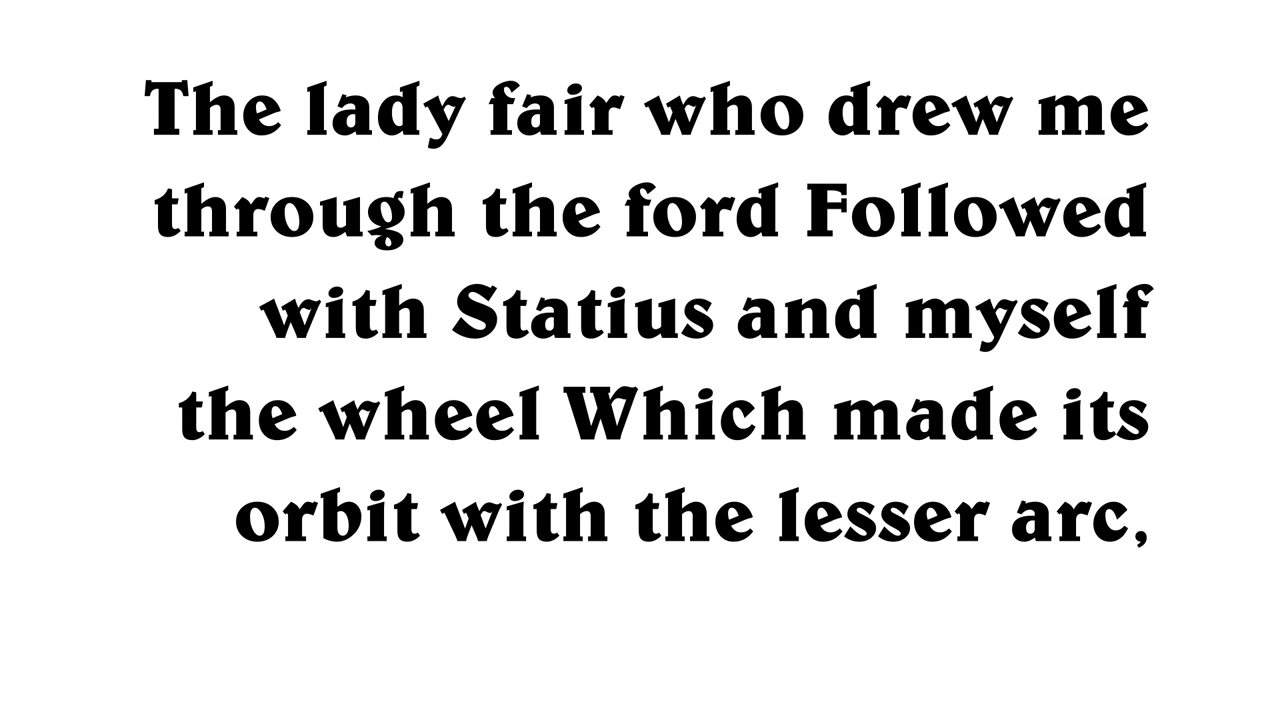 The lady fair who drew me
through the ford Followed
with Statius and myself
the wheel Which made its
orbit with the lesser arc,